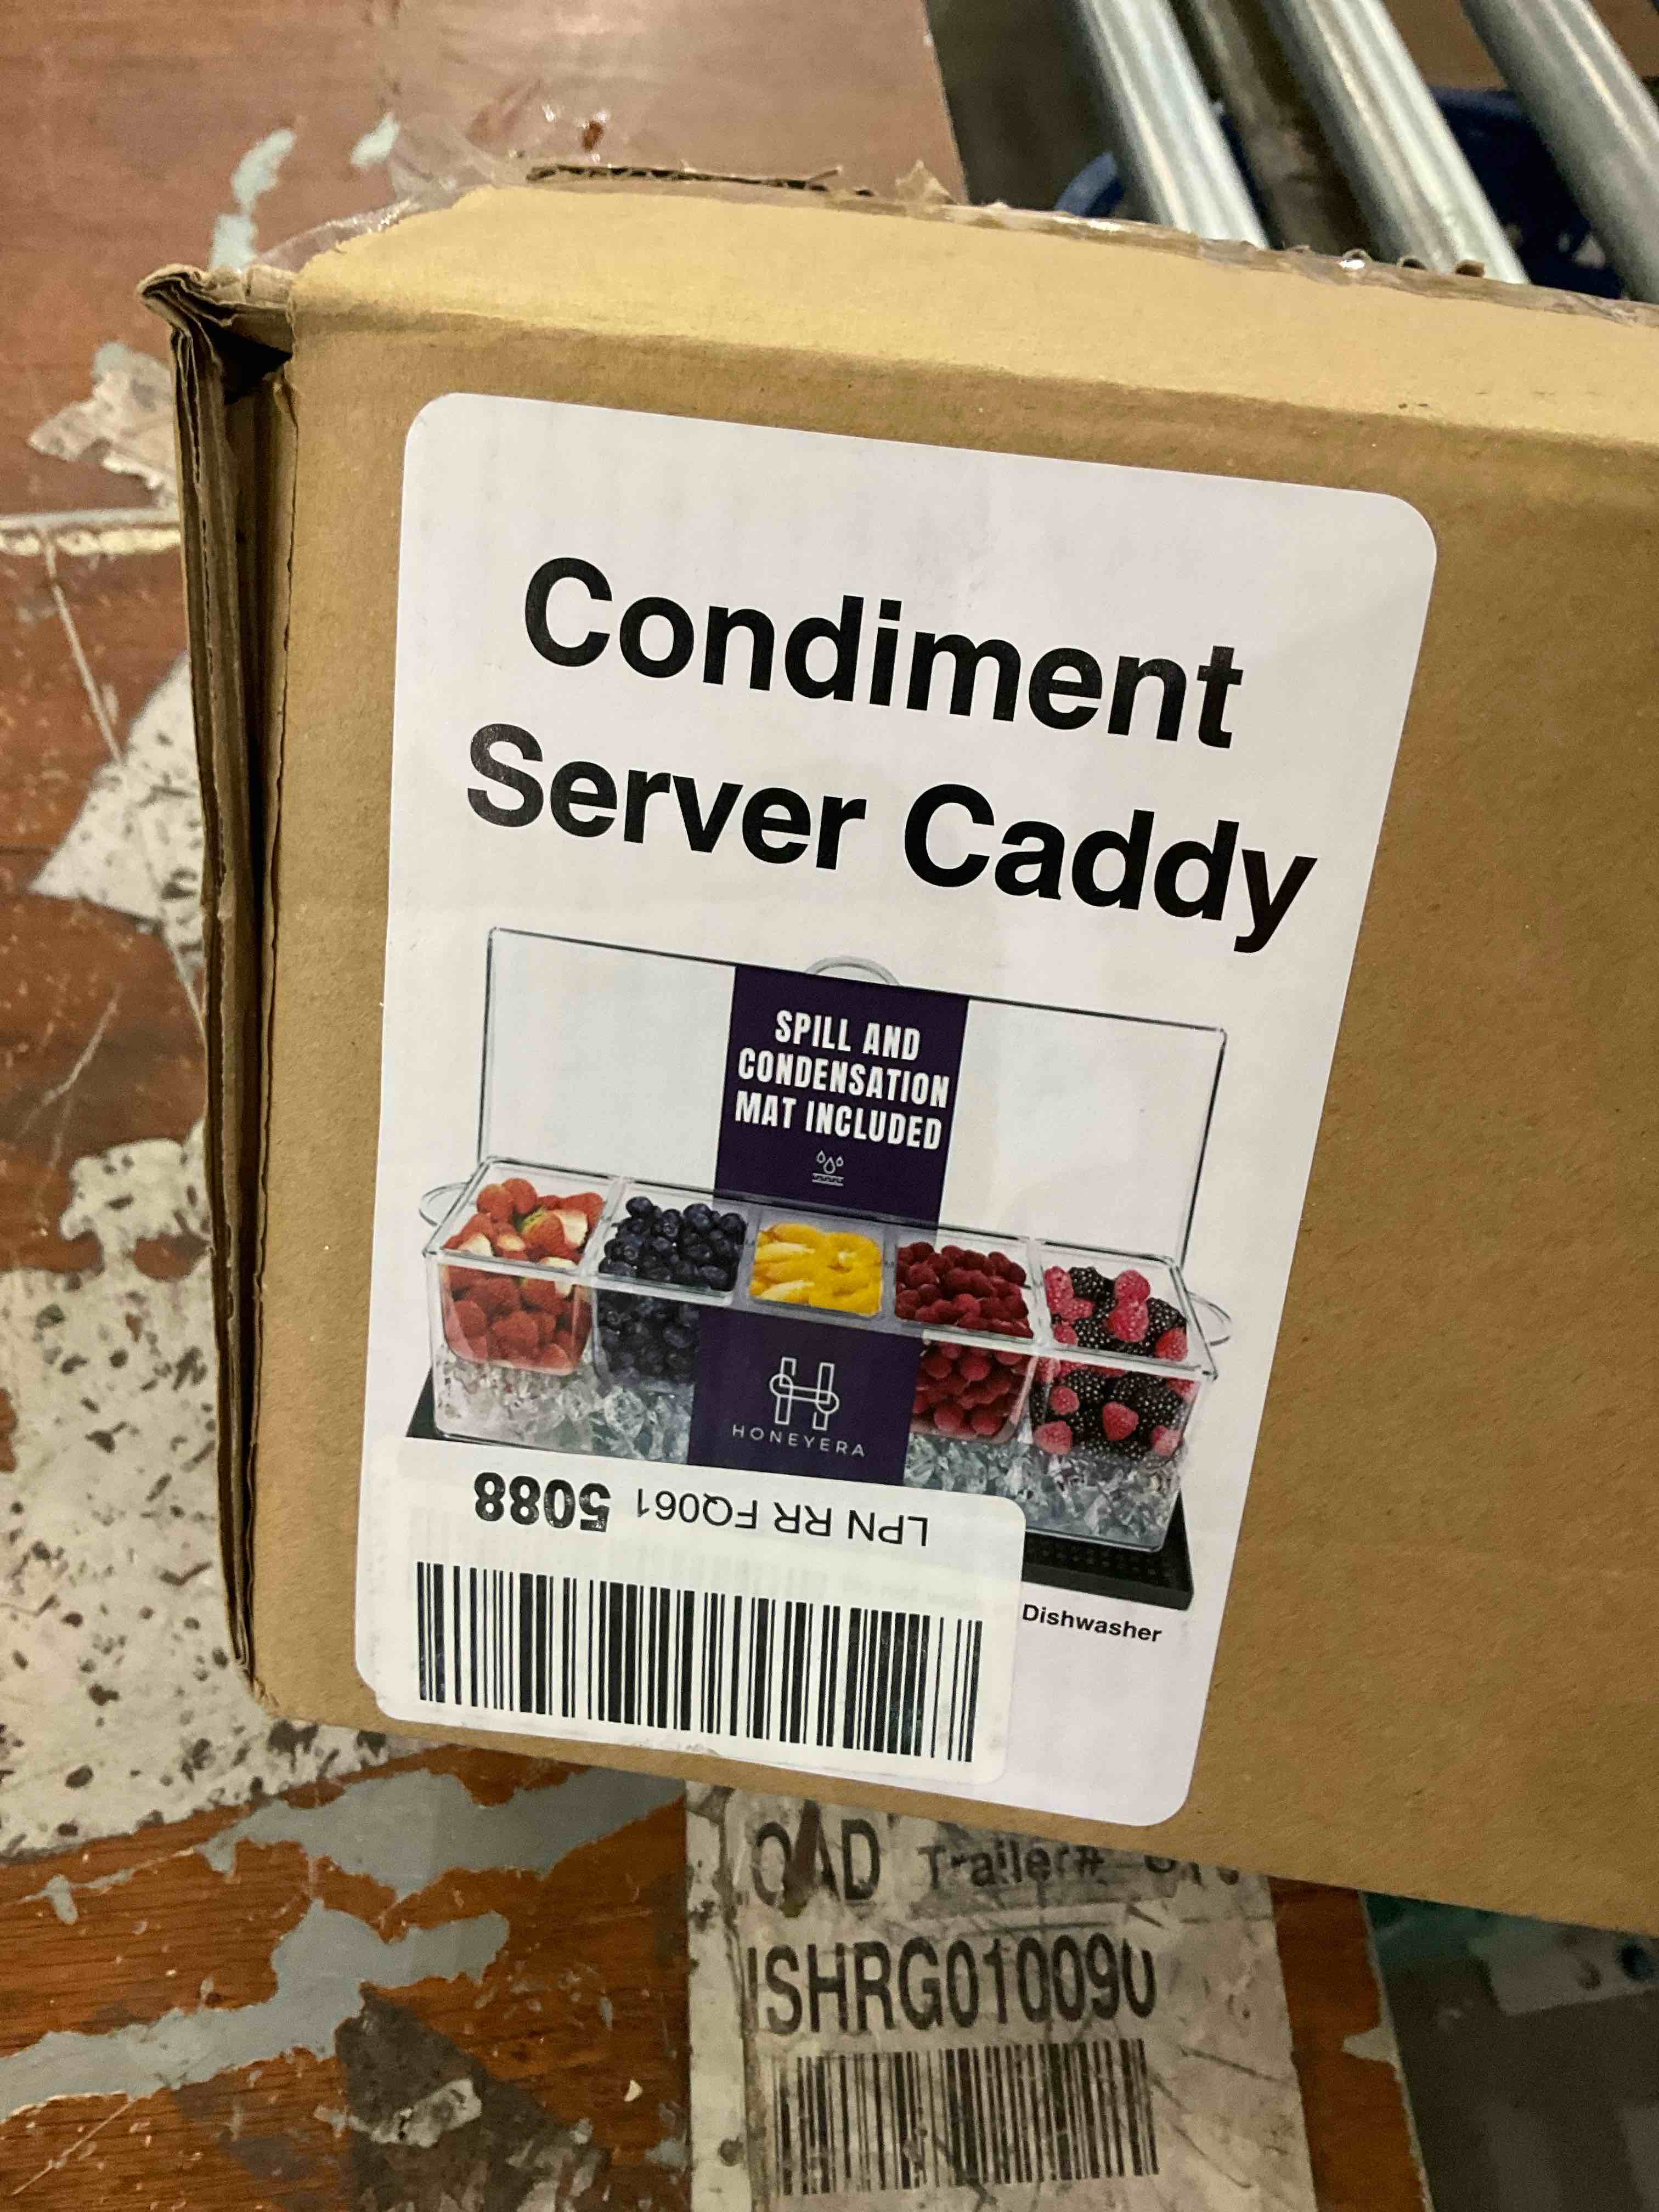 Condiment
Server Caddy
SPILL AND
CONDENSATION
MAT INCLUDED
HONEYERA
LPN RR FQ061 5088
Dishwasher
OAD Trailer#
ISHRG010090